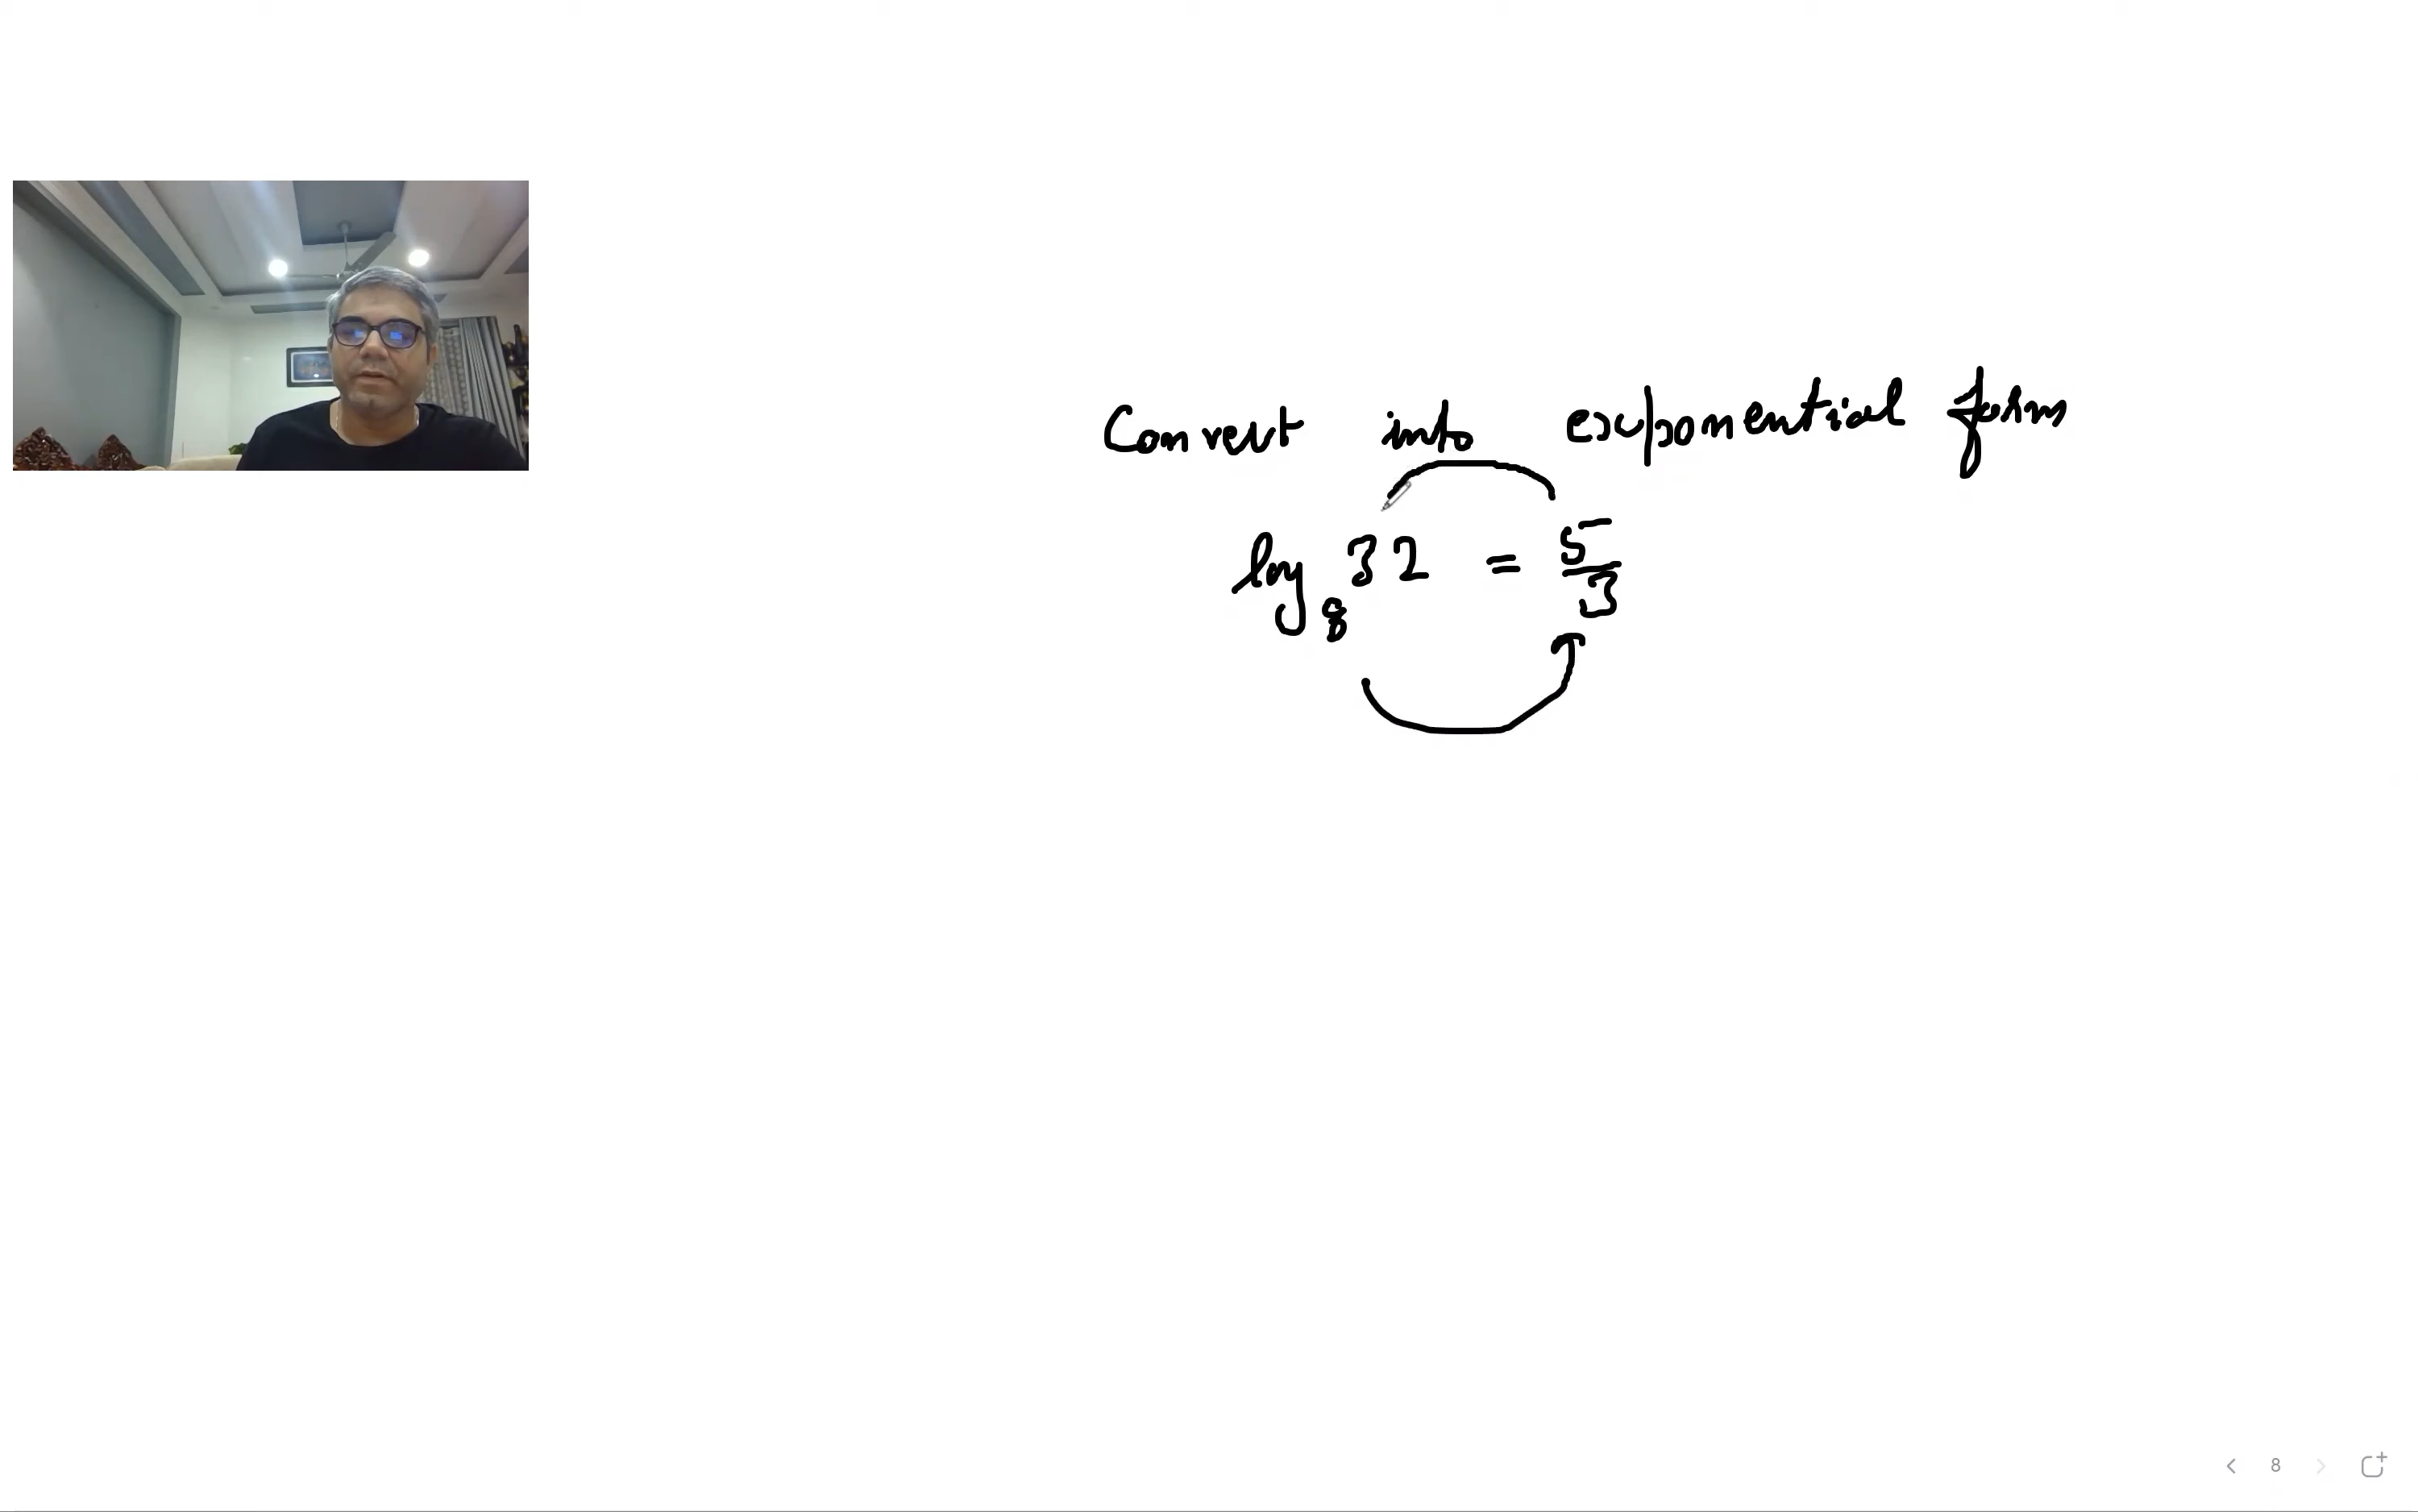 Convert into exponential form
log₈ 32 = 5/3
8